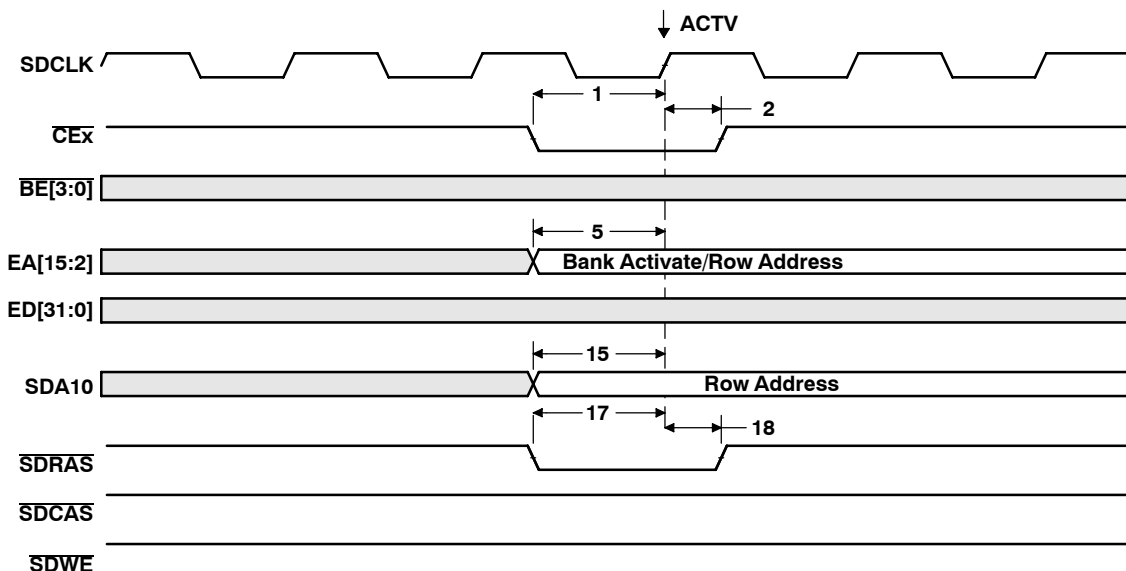 ACTV
SDCLK
1
2
CEx
BE[3:0]
5
EA[15:2] Bank Activate/Row Address
ED[31:0]
15
SDA10 Row Address
17
18
SDRAS
SDCAS
SDWE